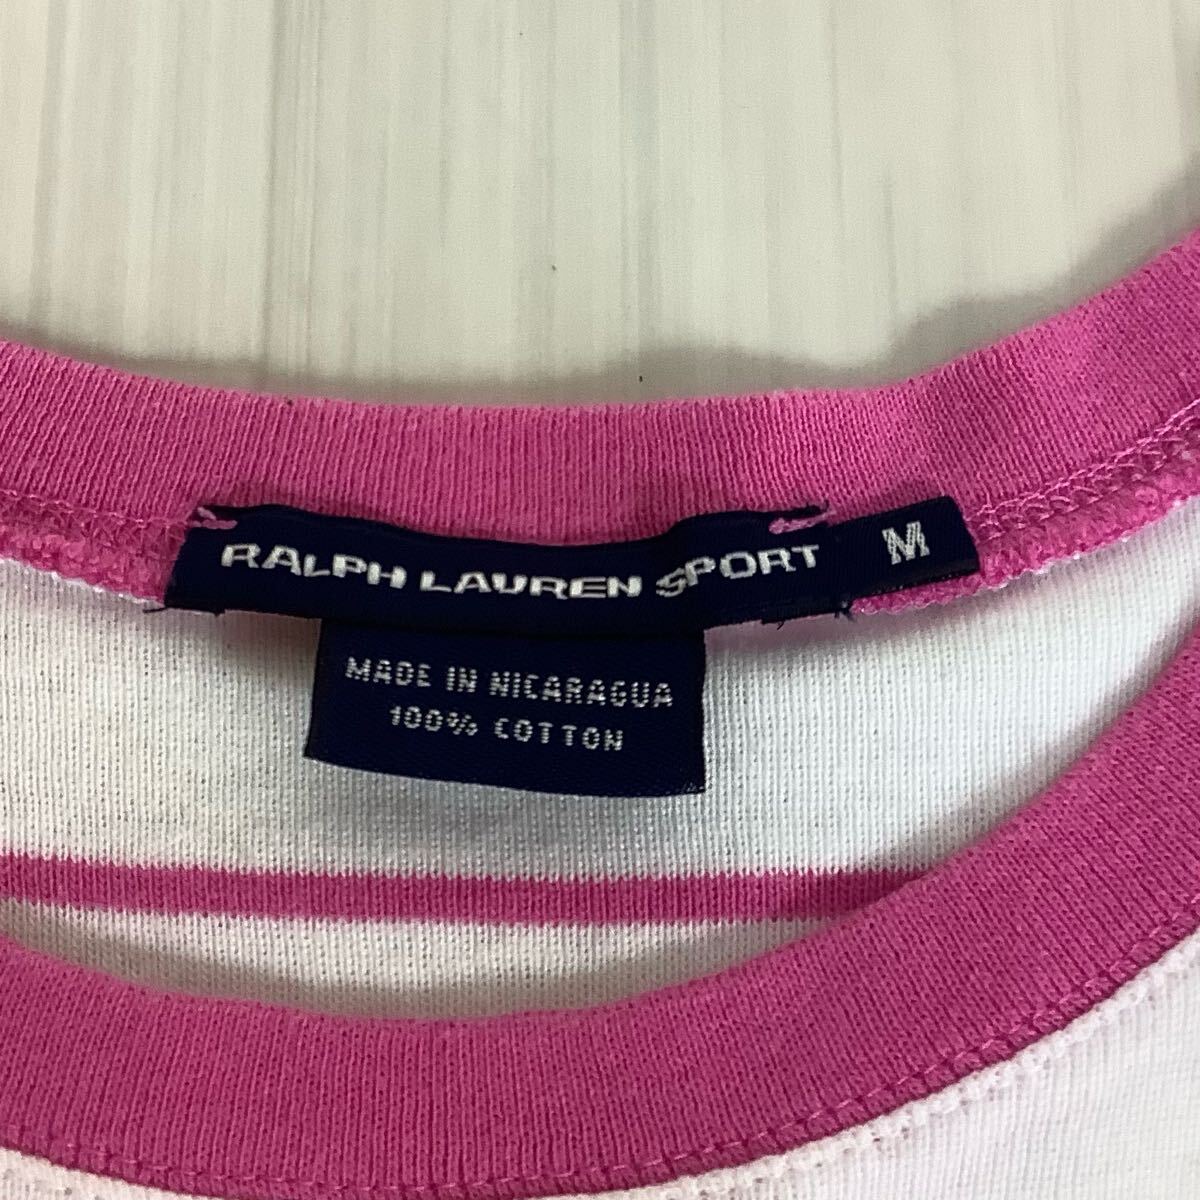 RALPH LAUREN SPORT M
MADE IN NICARAGUA
100% COTTON